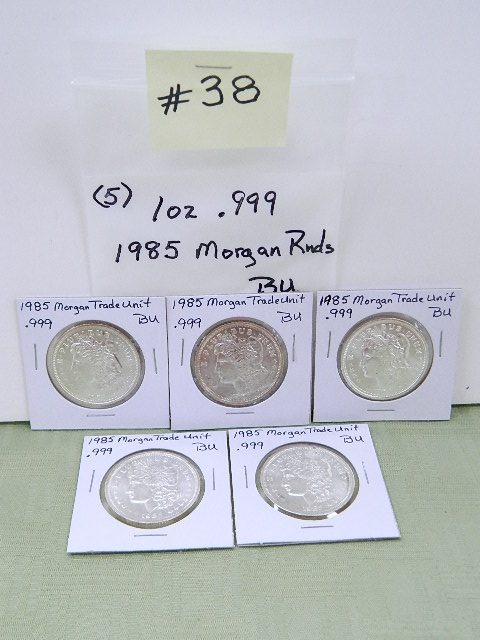 #38
(5) 1oz .999
1985 Morgan Rnds
BU
1985 Morgan Trade Unit
.999 BU
1985 Morgan Trade Unit
.999 BU
1985 Morgan Trade Unit
.999 BU
1985 Morgan Trade Unit
.999 BU
1985 Morgan Trade Unit
.999 BU